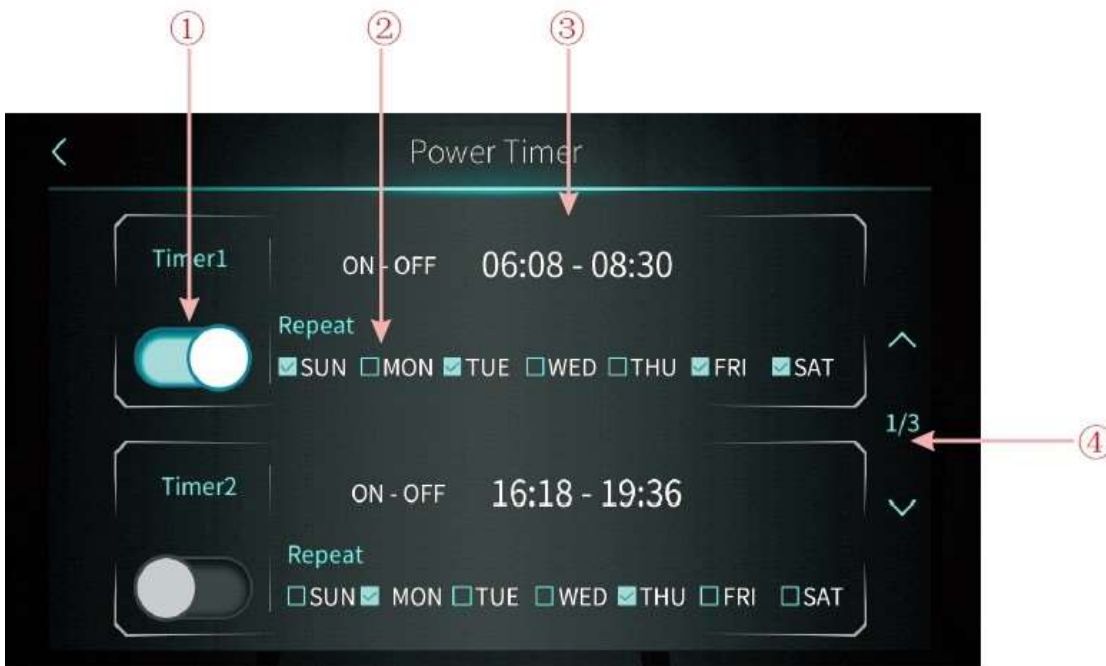 ① ② ③
Power Timer
Timer1 ON - OFF 06:08 - 08:30
Repeat
SUN MON TUE WED THU FRI SAT
1/3
④
Timer2 ON - OFF 16:18 - 19:36
Repeat
SUN MON TUE WED THU FRI SAT